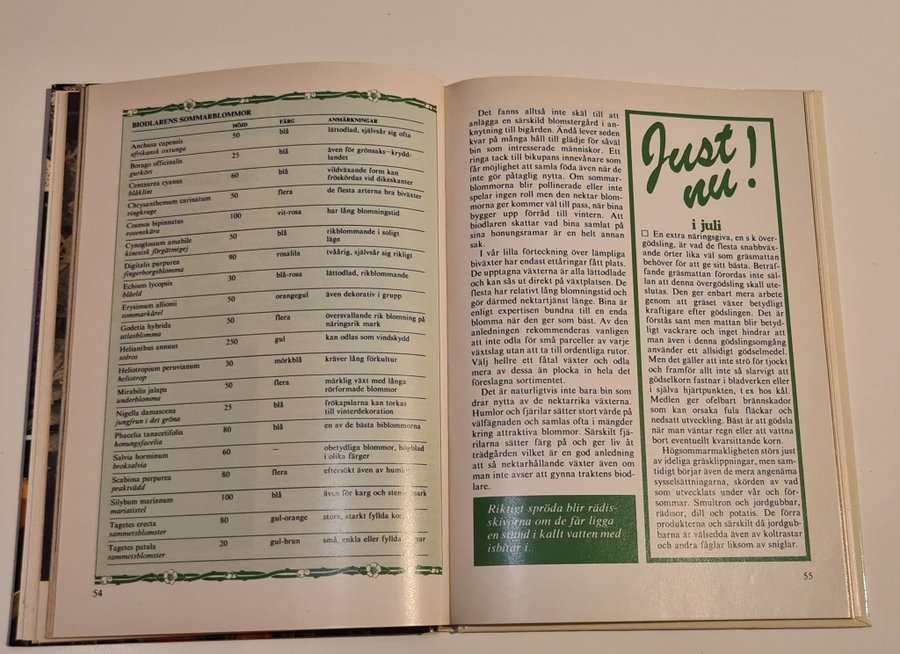 BIODLARENS SOMMARBLOMMOR
HÖJD FÄRG ANMÄRKNINGAR
Anchusa capensis 50 blå lättodlad, självsår sig ofta
afrikansk oxtunga
Borago officinalis 25 blå även för grönsaks–krydd-
gurkört landet
Centaurea cyanus 60 blå vildväxande form kan
blåklint fröskördas vid dikeskanter
Chrysanthemum carinatum 50 flera de flesta arterna bra biväxter
ringkrage
Cosmos bipinnatus 100 vit-rosa har lång blomningstid
rosenskära
Cynoglossum amabile 50 blå rikblommande i soligt
kinesisk förgätmigej läge
Digitalis purpurea 90 rosalila tvåårig, självsår sig rikligt
fingerborgsblomma
Echium lycopsis 30 blå-rosa lättodlad, rikblommande
blåeld
Erysimum allionii 50 orangegul även dekorativ i grupp
sommarkårel
Godetia hybrida 50 flera översvallande rik blomning på
atlasblomma näringsrik mark
Helianthus annuus 250 gul kan odlas som vindskydd
solros
Heliotropium peruvianum 30 mörkblå kräver lång förkultur
heliotrop
Mirabilis jalapa 50 flera märklig växt med långa
underblomma rörformade blommor
Nigella damascena 25 blå frökapslarna kan torkas
jungfrun i det gröna till vinterdekoration
Phacelia tanacetifolia 80 blå en av de bästa biblommorna
honungsfacelia
Salvia horminum 60 – obetydliga blommor, högblad
broksalvia i olika färger
Scabiosa purpurea 80 flera eftersökt även av humlor
praktvädd
Silybum marianum 100 blå även för karg och stenig mark
mariatistel
Tagetes erecta 80 gul-orange stora, starkt fyllda
sammetsblomster
Tagetes patula 20 gul-brun små, enkla eller fyllda
sammetsblomster
54
Det fanns alltså inte skäl till att
anlägga en särskild blomstergård i an-
knytning till bigården. Ändå lever seden
kvar på många håll till glädje för såväl
bin som intresserade människor. Ett
ringa tack till bikupans innevånare som
får möjlighet att samla föda även när de
inte gör påtaglig nytta. Om sommar-
blommorna blir pollinerade eller inte
spelar ingen roll men den nektar blom-
morna ger kommer väl till pass, när bina
bygger upp förråd till vintern. Att
biodlaren skattar vad bina samlat på
sina honungsramar är en helt annan
sak.
I vår lilla förteckning över lämpliga
biväxter har endast ettåringar fått plats.
De upptagna växterna är alla lättodlade
och kan sås ut direkt på växtplatsen. De
flesta har relativt lång blomningstid och
gör därmed nektartjänst länge. Bina är
enligt expertisen bundna till en enda
blomma när den ger som bäst. Av den
anledningen rekommenderas vanligen
att inte odla för små parceller av varje
växtslag utan att ta till ordentliga rutor.
Välj hellre ett fåtal växter och odla
mera av dessa än plocka in hela det
föreslagna sortimentet.
Det är naturligtvis inte bara bin som
drar nytta av de nektarrika växterna.
Humlor och fjärilar sätter stort värde på
välfägnaden och samlas ofta i mängder
kring attraktiva blommor. Särskilt fjä-
rilarna sätter färg på och ger liv åt
trädgården vilket är en god anledning
att så nektarhållande växter även om
man inte avser att gynna traktens biod-
lare.
Riktigt spröda blir rädis-
skivorna om de får ligga
en stund i kallt vatten med
isbitar i.
Just
nu!
i juli
□ En extra näringsgiva, en s k över-
gödsling, är vad de flesta snabbväx-
ande örter lika väl som gräsmattan
behöver för att ge sitt bästa. Beträf-
fande gräsmattan förordas inte säl-
lan att denna övergödsling skall ute-
slutas. Den ger enbart mera arbete
genom att gräset växer betydligt
kraftigare efter gödslingen. Det är
förstås sant men mattan blir betyd-
ligt vackrare och inget hindrar att
man även i denna gödslingsomgång
använder ett allsidigt gödselmedel.
Men det gäller att inte strö för tjockt
och framför allt inte så slarvigt att
gödselkorn fastnar i bladverken eller
i själva hjärtpunkten, t ex hos kål.
Medlen ger ofelbart brännskador
som kan orsaka fula fläckar och
nedsatt utveckling. Bäst är att gödsla
när man väntar regn eller att vattna
bort eventuellt kvarsittande korn.
Högsommarmakligheten störs just
av ideliga gräsklippningar, men sam-
tidigt börjar även de mera angenäma
sysselsättningarna, skörden av vad
som utvecklats under vår och för-
sommar. Smultron och jordgubbar,
rädisor, dill och potatis. De förra
produkterna och särskilt då jordgub-
barna är välsedda även av koltrastar
och andra fåglar liksom av sniglar.
55